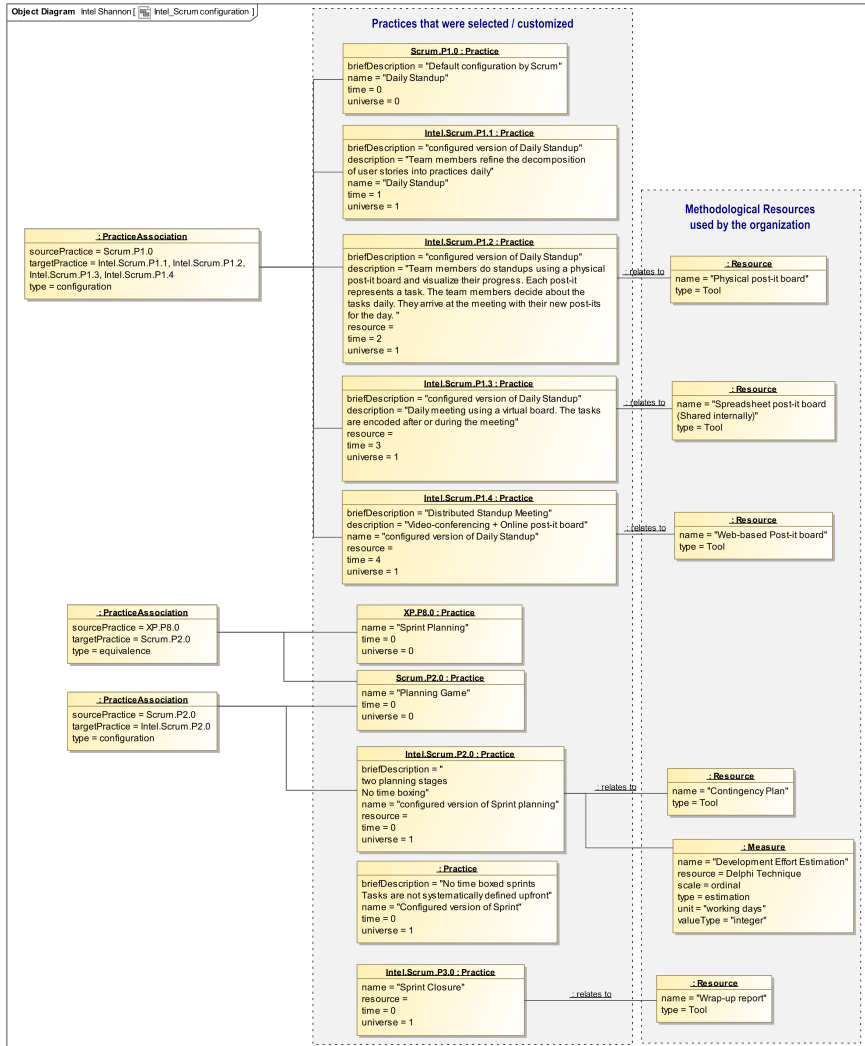 Object Diagram Intel Shannon [ Intel_Scrum configuration ]
Practices that were selected / customized
Scrum.P1.0 : Practice
briefDescription = "Default configuration by Scrum"
name = "Daily Standup"
time = 0
universe = 0
Intel.Scrum.P1.1 : Practice
briefDescription = "configured version of Daily Standup"
description = "Team members refine the decomposition
of user stories into practices daily"
name = "Daily Standup"
time = 1
universe = 1
: PracticeAssociation
sourcePractice = Scrum.P1.0
targetPractice = Intel.Scrum.P1.1, Intel.Scrum.P1.2,
Intel.Scrum.P1.3, Intel.Scrum.P1.4
type = configuration
Intel.Scrum.P1.2 : Practice
briefDescription = "configured version of Daily Standup"
description = "Team members do standups using a physical
post-it board and visualize their progress. Each post-it
represents a task. The team members decide about the
tasks daily. They arrive at the meeting with their new post-its
for the day. "
resource =
time = 2
universe = 1
Intel.Scrum.P1.3 : Practice
briefDescription = "configured version of Daily Standup"
description = "Daily meeting using a virtual board. The tasks
are encoded after or during the meeting"
resource =
time = 3
universe = 1
Intel.Scrum.P1.4 : Practice
briefDescription = "Distributed Standup Meeting"
description = "Video-conferencing + Online post-it board"
name = "configured version of Daily Standup"
resource =
time = 4
universe = 1
Methodological Resources
used by the organization
: relates to
: Resource
name = "Physical post-it board"
type = Tool
: relates to
: Resource
name = "Spreadsheet post-it board
(Shared internally)"
type = Tool
: relates to
: Resource
name = "Web-based Post-it board"
type = Tool
: PracticeAssociation
sourcePractice = XP.P8.0
targetPractice = Scrum.P2.0
type = equivalence
XP.P8.0 : Practice
name = "Sprint Planning"
time = 0
universe = 0
Scrum.P2.0 : Practice
name = "Planning Game"
time = 0
universe = 0
: PracticeAssociation
sourcePractice = Scrum.P2.0
targetPractice = Intel.Scrum.P2.0
type = configuration
Intel.Scrum.P2.0 : Practice
briefDescription = "
two planning stages
No time boxing"
name = "configured version of Sprint planning"
resource =
time = 0
universe = 1
: relates to
: Resource
name = "Contingency Plan"
type = Tool
: Measure
name = "Development Effort Estimation"
resource = Delphi Technique
scale = ordinal
type = estimation
unit = "working days"
valueType = "integer"
: Practice
briefDescription = "No time boxed sprints
Tasks are not systematically defined upfront"
name = "Configured version of Sprint"
time = 0
universe = 1
Intel.Scrum.P3.0 : Practice
name = "Sprint Closure"
resource =
time = 0
universe = 1
: relates to
: Resource
name = "Wrap-up report"
type = Tool